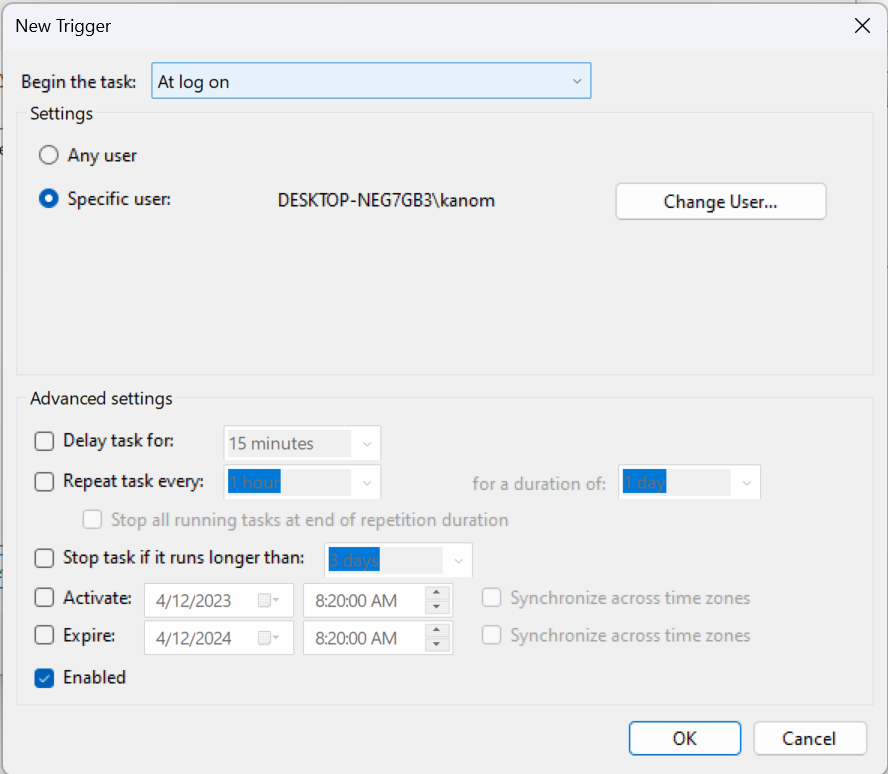 New Trigger
Begin the task: At log on
Settings
Any user
Specific user: DESKTOP-NEG7GB3\kanom Change User...
Advanced settings
Delay task for: 15 minutes
Repeat task every: 1 hour for a duration of: 1 day
Stop all running tasks at end of repetition duration
Stop task if it runs longer than: 3 days
Activate: 4/12/2023 8:20:00 AM Synchronize across time zones
Expire: 4/12/2024 8:20:00 AM Synchronize across time zones
Enabled
OK Cancel